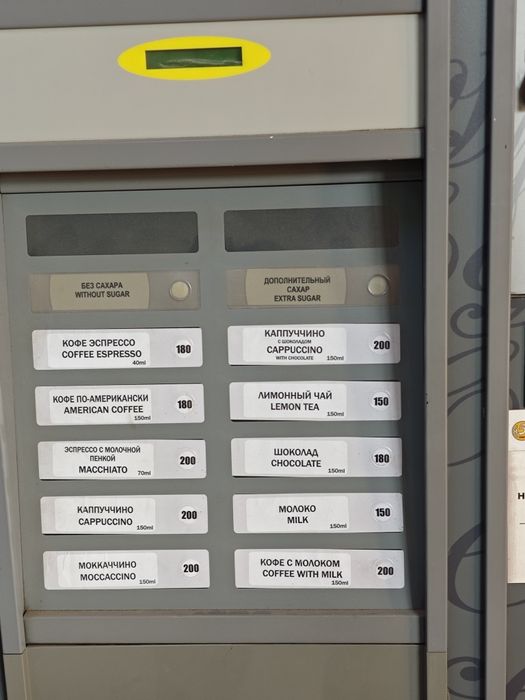 БЕЗ САХАРА
WITHOUT SUGAR
ДОПОЛНИТЕЛЬНЫЙ
САХАР
EXTRA SUGAR
КОФЕ ЭСПРЕССО
COFFEE ESPRESSO
40ml
180
КАППУЧЧИНО
С ШОКОЛАДОМ
CAPPUCCINO
WITH CHOCOLATE 150ml
200
КОФЕ ПО-АМЕРИКАНСКИ
AMERICAN COFFEE
150ml
180
ЛИМОННЫЙ ЧАЙ
LEMON TEA
150ml
150
ЭСПРЕССО С МОЛОЧНОЙ
ПЕНКОЙ
MACCHIATO 70ml
200
ШОКОЛАД
CHOCOLATE
150ml
180
КАППУЧЧИНО
CAPPUCCINO
150ml
200
МОЛОКО
MILK
150ml
150
МОККАЧЧИНО
MOCCACCINO
150ml
200
КОФЕ С МОЛОКОМ
COFFEE WITH MILK
150ml
200